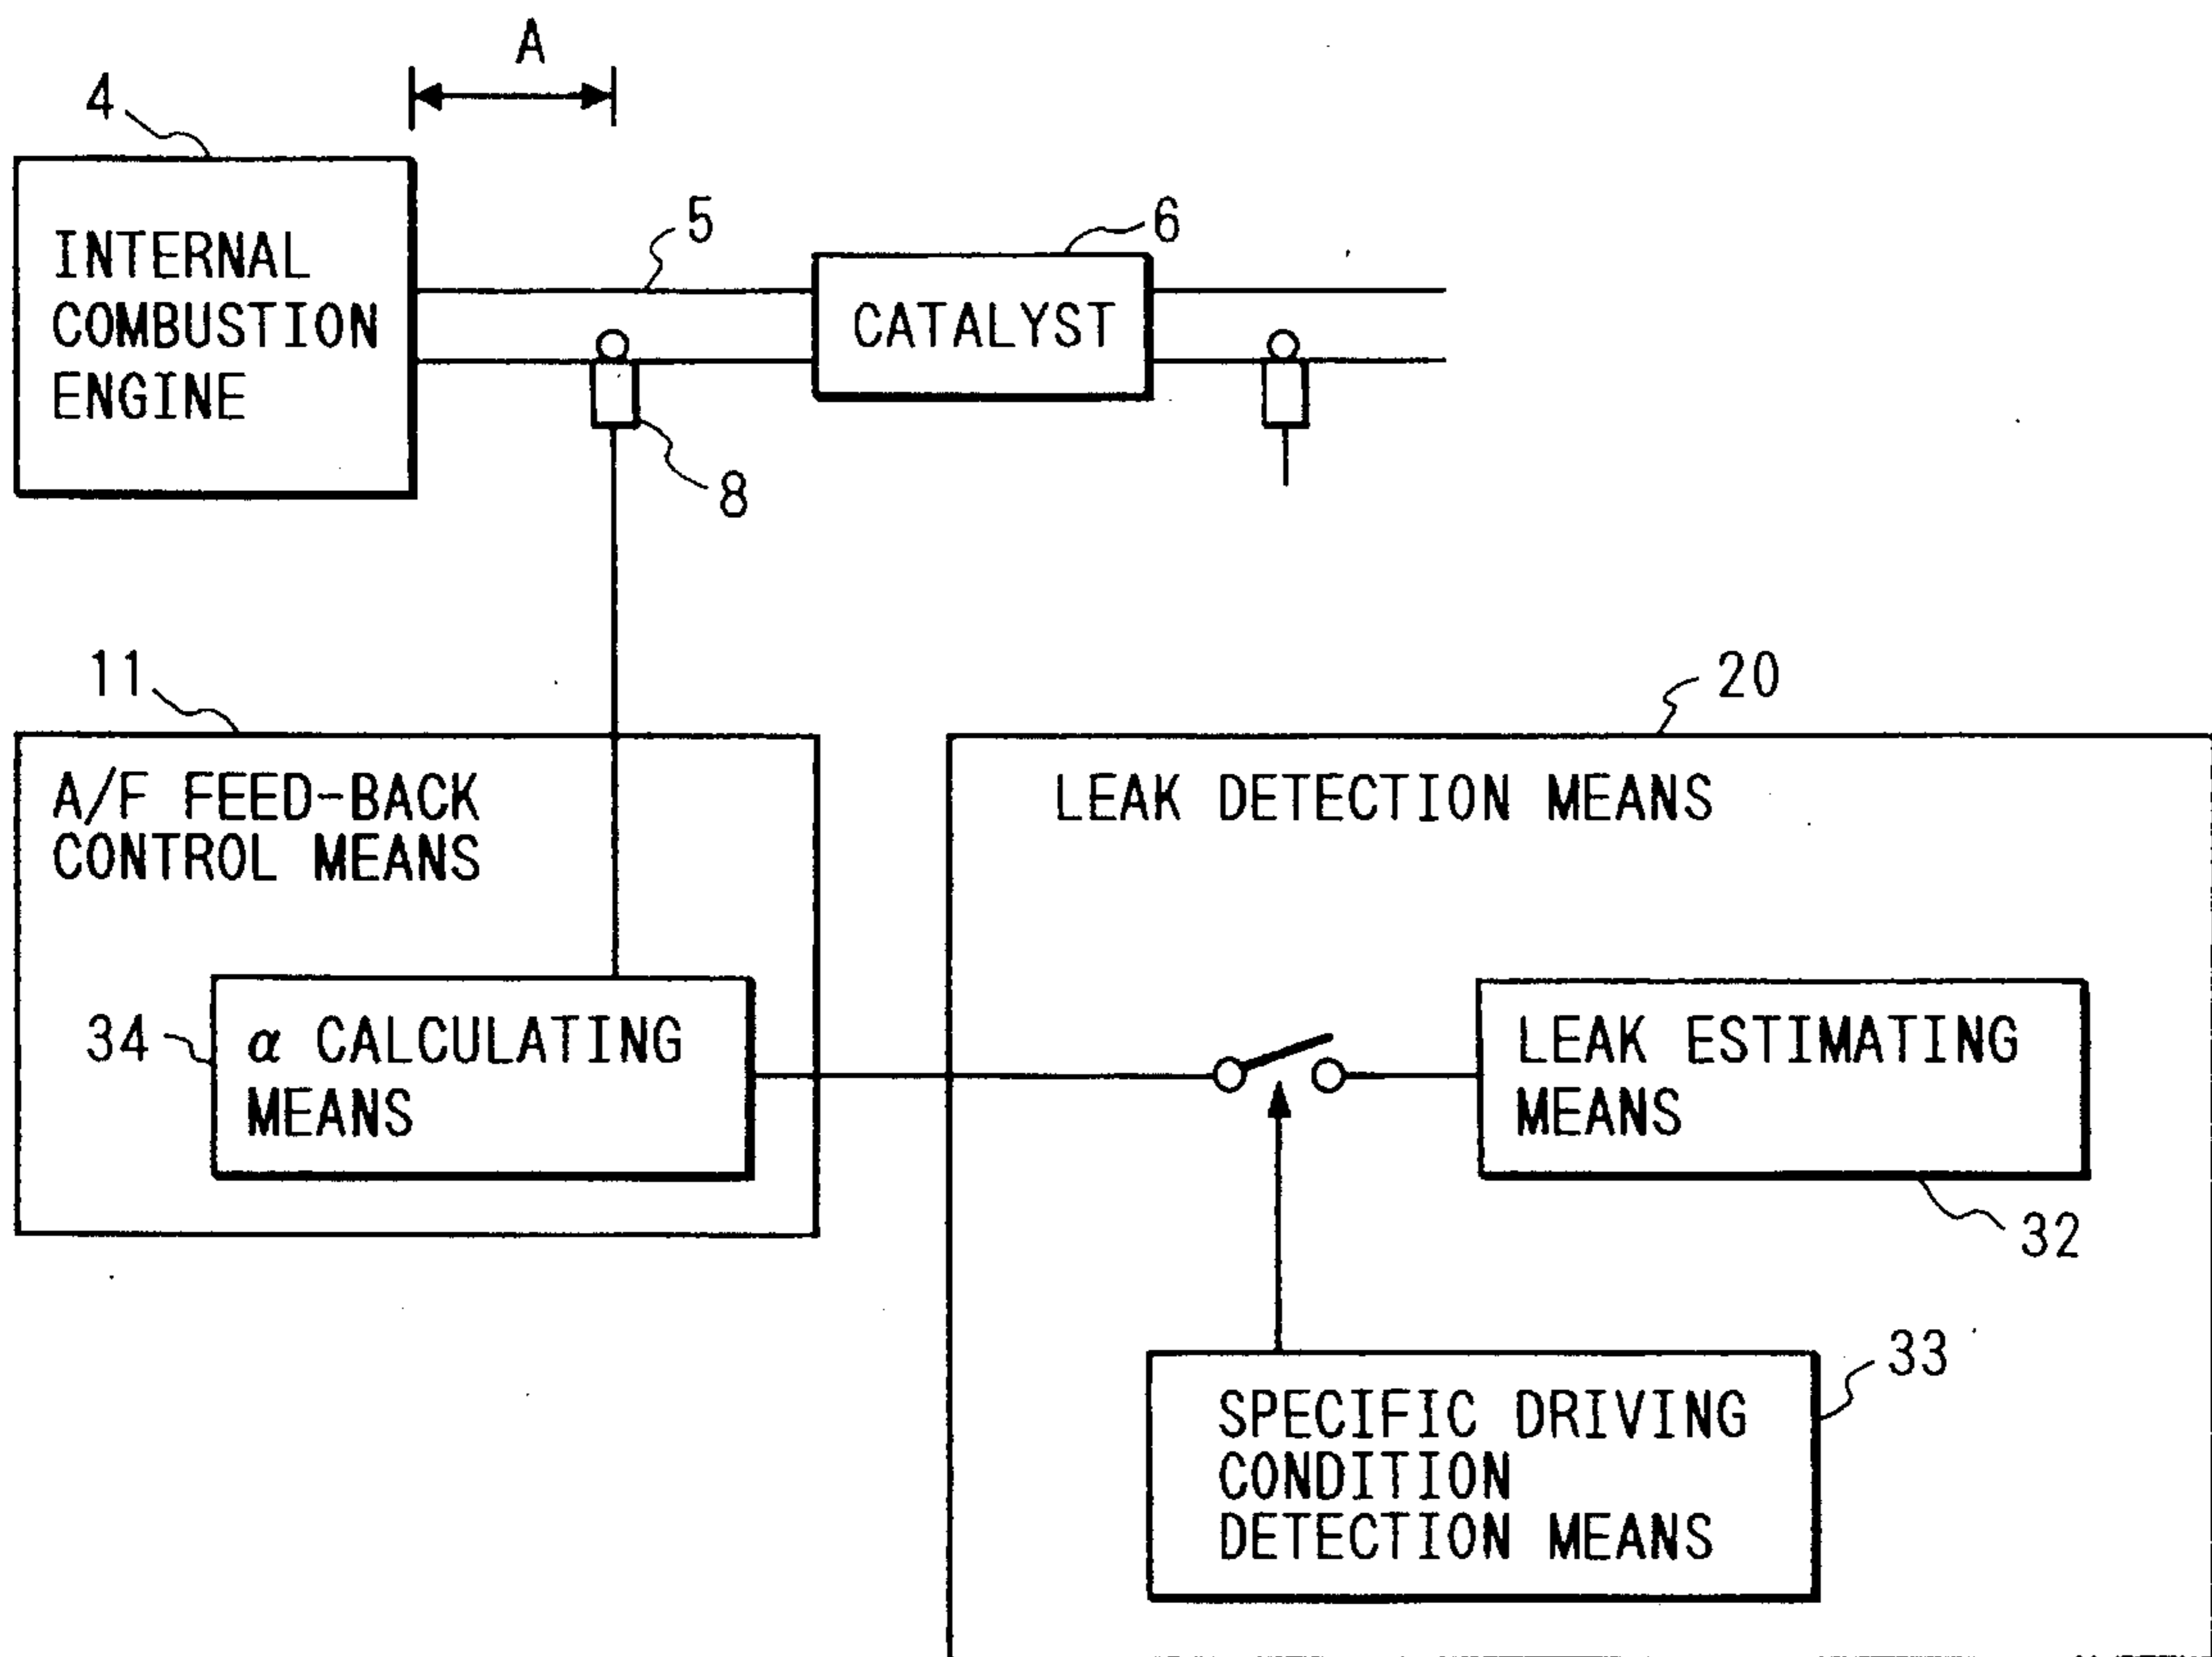 A
4
INTERNAL
COMBUSTION
ENGINE
5
6
CATALYST
8
11
20
A/F FEED-BACK
CONTROL MEANS
LEAK DETECTION MEANS
34
α CALCULATING
MEANS
LEAK ESTIMATING
MEANS
32
33
SPECIFIC DRIVING
CONDITION
DETECTION MEANS